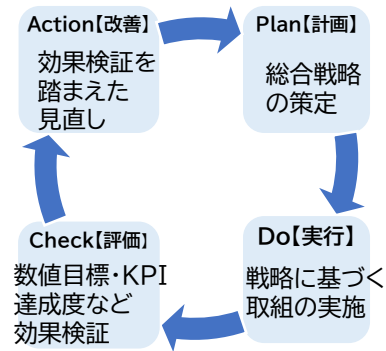 Action【改善】
効果検証を
踏まえた
見直し
Plan【計画】
総合戦略
の策定
Do【実行】
戦略に基づく
取組の実施
Check【評価】
数値目標・KPI
達成度など
効果検証